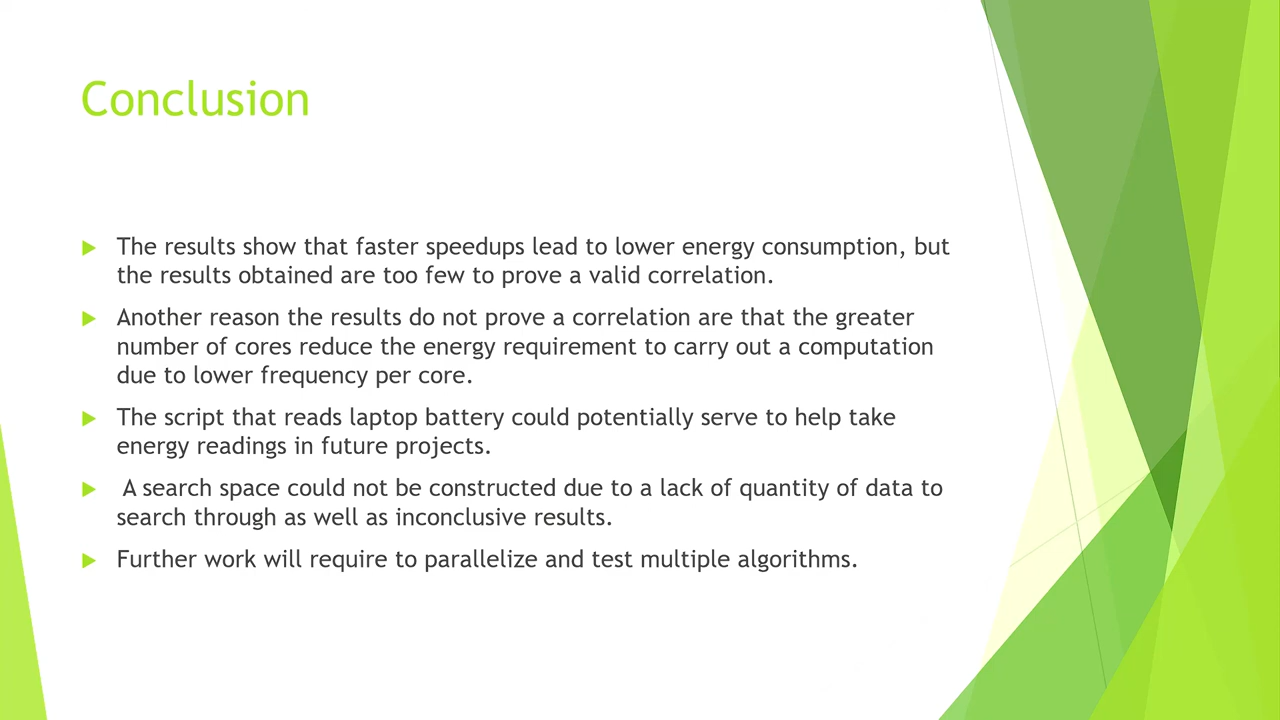 Conclusion
The results show that faster speedups lead to lower energy consumption, but
the results obtained are too few to prove a valid correlation.
Another reason the results do not prove a correlation are that the greater
number of cores reduce the energy requirement to carry out a computation
due to lower frequency per core.
The script that reads laptop battery could potentially serve to help take
energy readings in future projects.
A search space could not be constructed due to a lack of quantity of data to
search through as well as inconclusive results.
Further work will require to parallelize and test multiple algorithms.